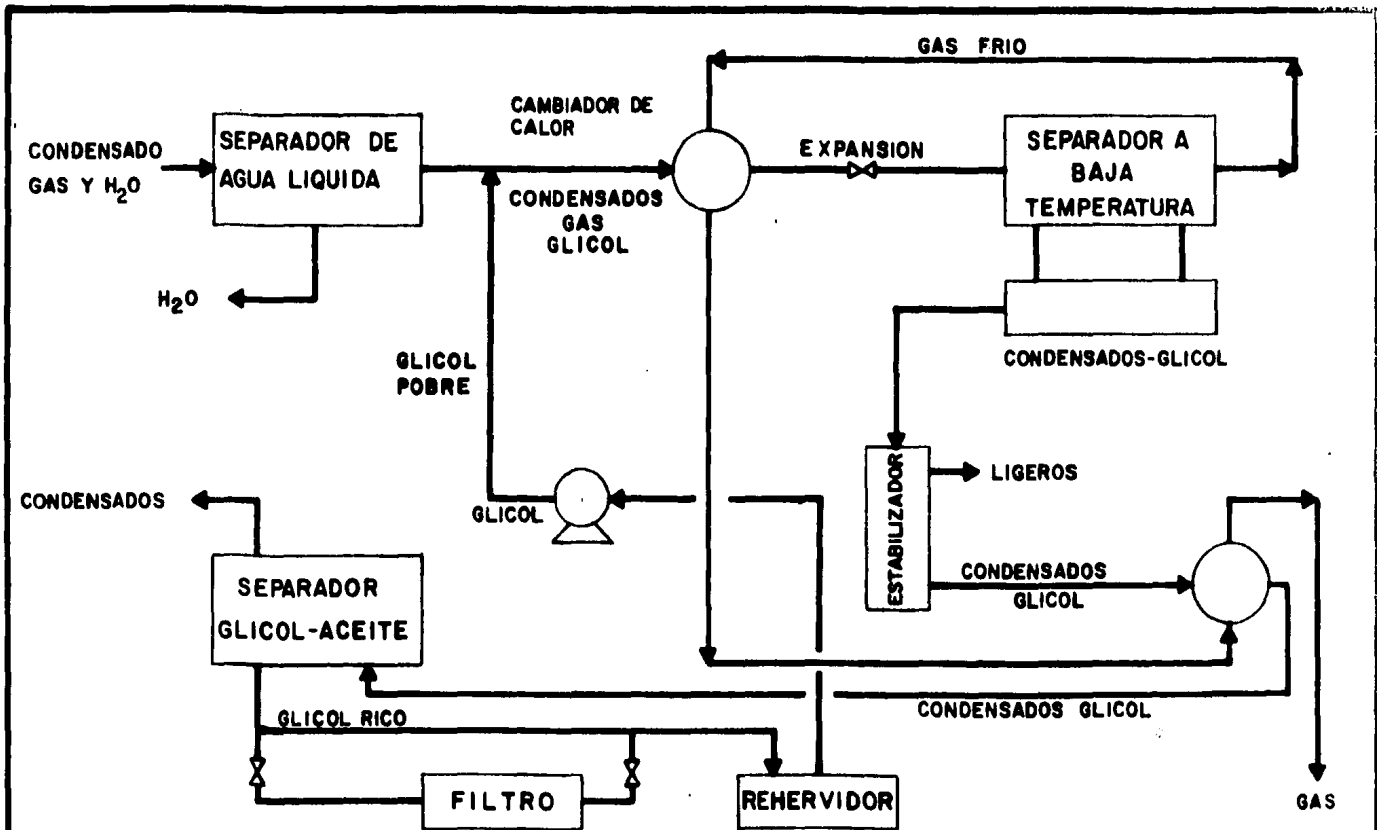 GAS FRIO
CAMBIADOR DE
CALOR
SEPARADOR DE
AGUA LIQUIDA
CONDENSADO
GAS Y H₂O
EXPANSION
SEPARADOR A
BAJA
TEMPERATURA
CONDENSADOS
GAS
GLICOL
H₂O
GLICOL
POBRE
CONDENSADOS-GLICOL
ESTABILIZADOR
LIGEROS
CONDENSADOS
GLICOL
CONDENSADOS
GLICOL
SEPARADOR
GLICOL-ACEITE
GLICOL RICO
CONDENSADOS GLICOL
FILTRO
REHERVIDOR
GAS